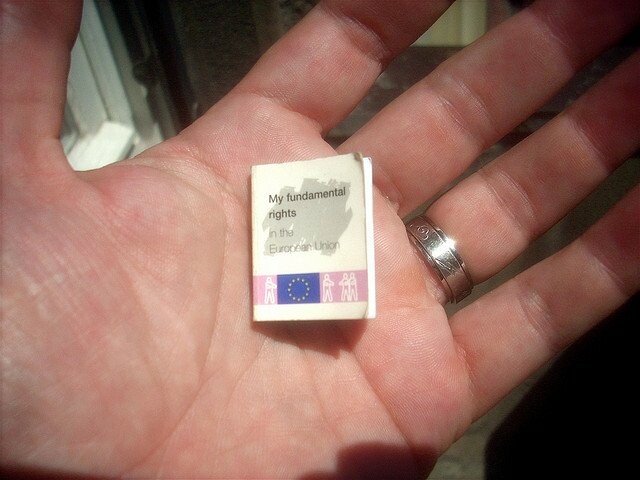 My fundamental
rights
in the
European Union